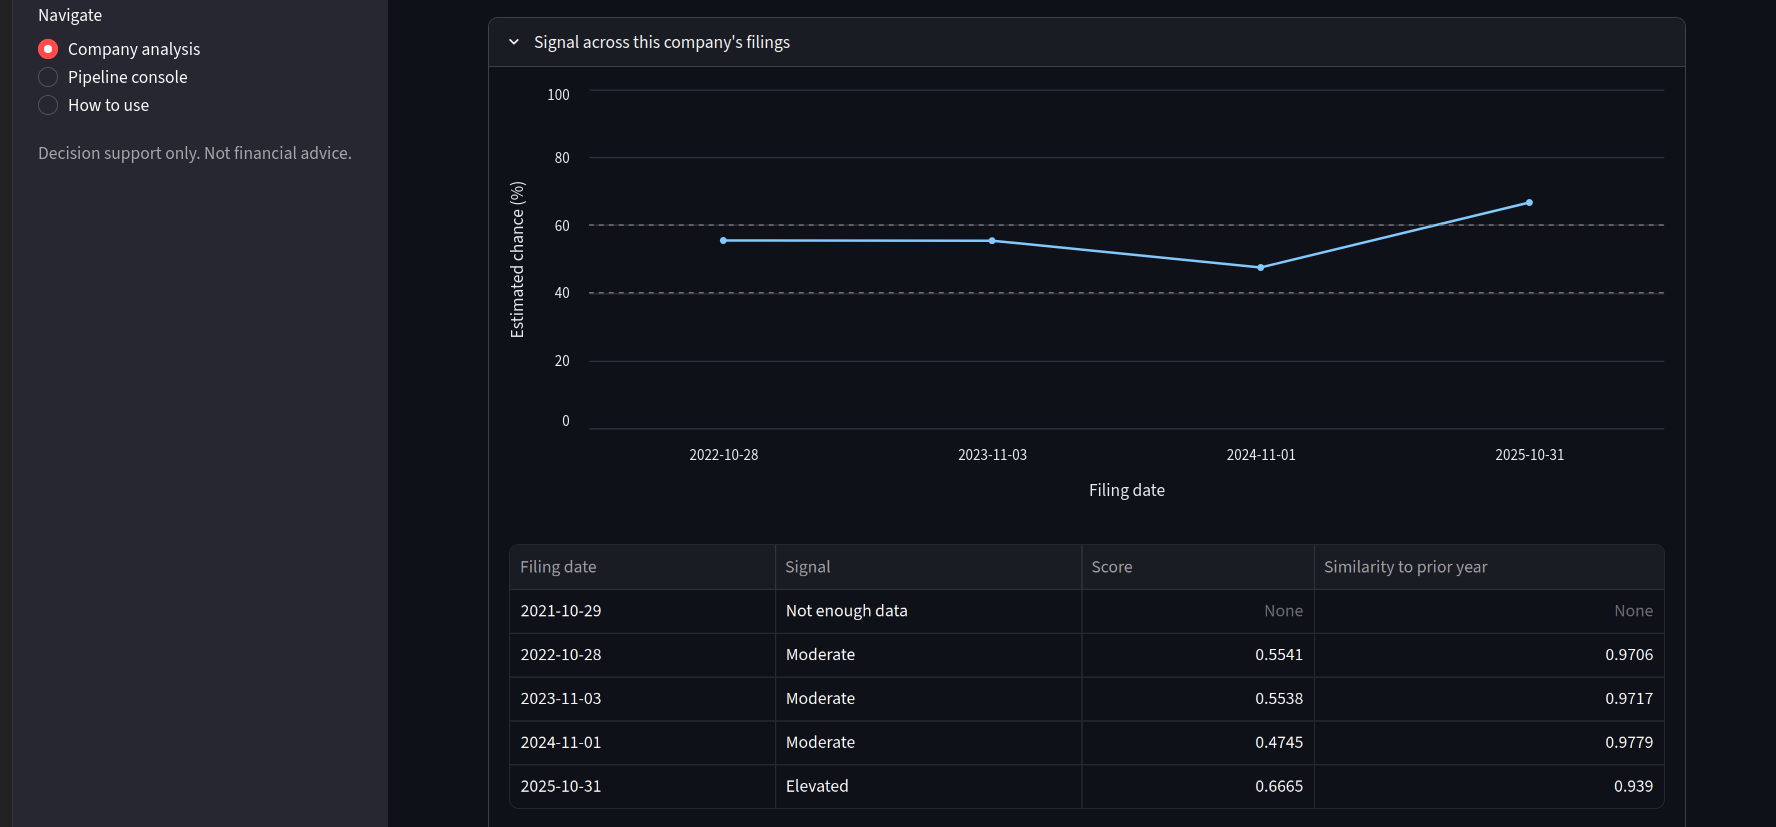 Navigate
Company analysis
Pipeline console
How to use
Decision support only. Not financial advice.
Signal across this company's filings
100
80
60
40
20
0
Estimated chance (%)
2022-10-28 2023-11-03 2024-11-01 2025-10-31
Filing date
Filing date Signal Score Similarity to prior year
2021-10-29 Not enough data None None
2022-10-28 Moderate 0.5541 0.9706
2023-11-03 Moderate 0.5538 0.9717
2024-11-01 Moderate 0.4745 0.9779
2025-10-31 Elevated 0.6665 0.939